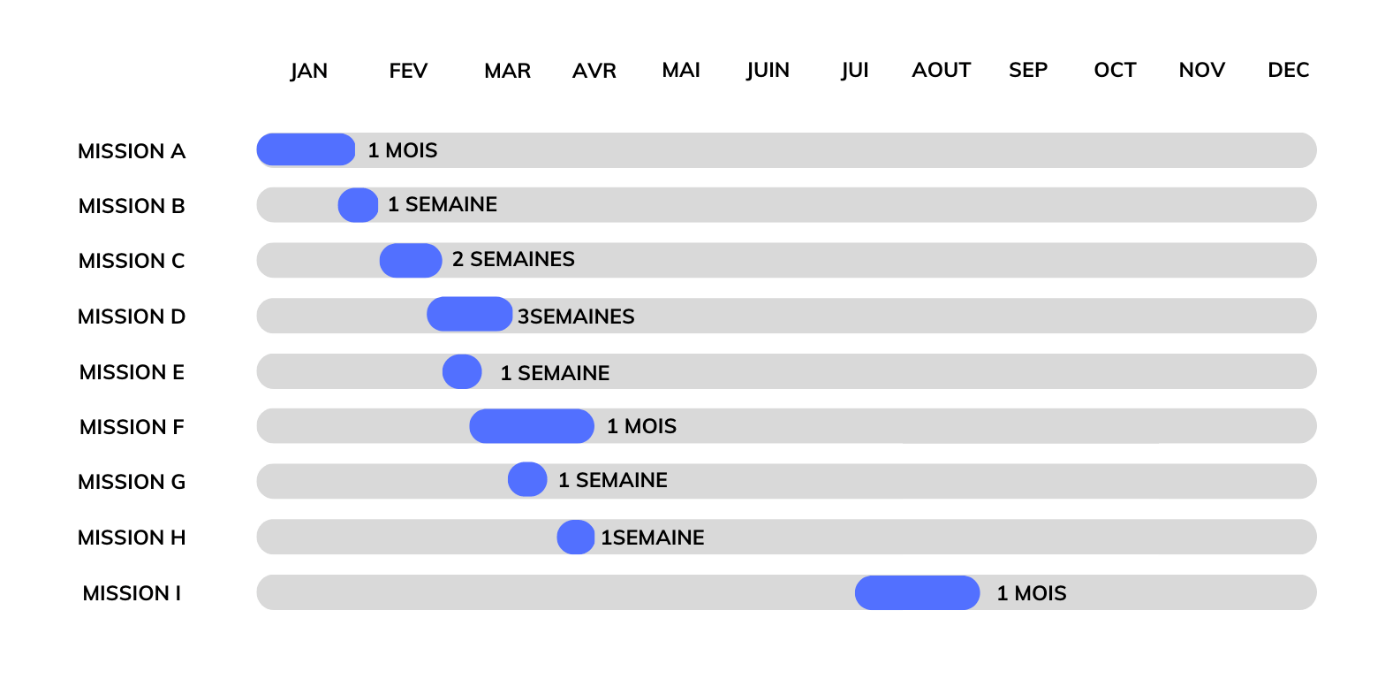 JAN FEV MAR AVR MAI JUIN JUI AOUT SEP OCT NOV DEC
MISSION A 1 MOIS
MISSION B 1 SEMAINE
MISSION C 2 SEMAINES
MISSION D 3SEMAINES
MISSION E 1 SEMAINE
MISSION F 1 MOIS
MISSION G 1 SEMAINE
MISSION H 1SEMAINE
MISSION I 1 MOIS